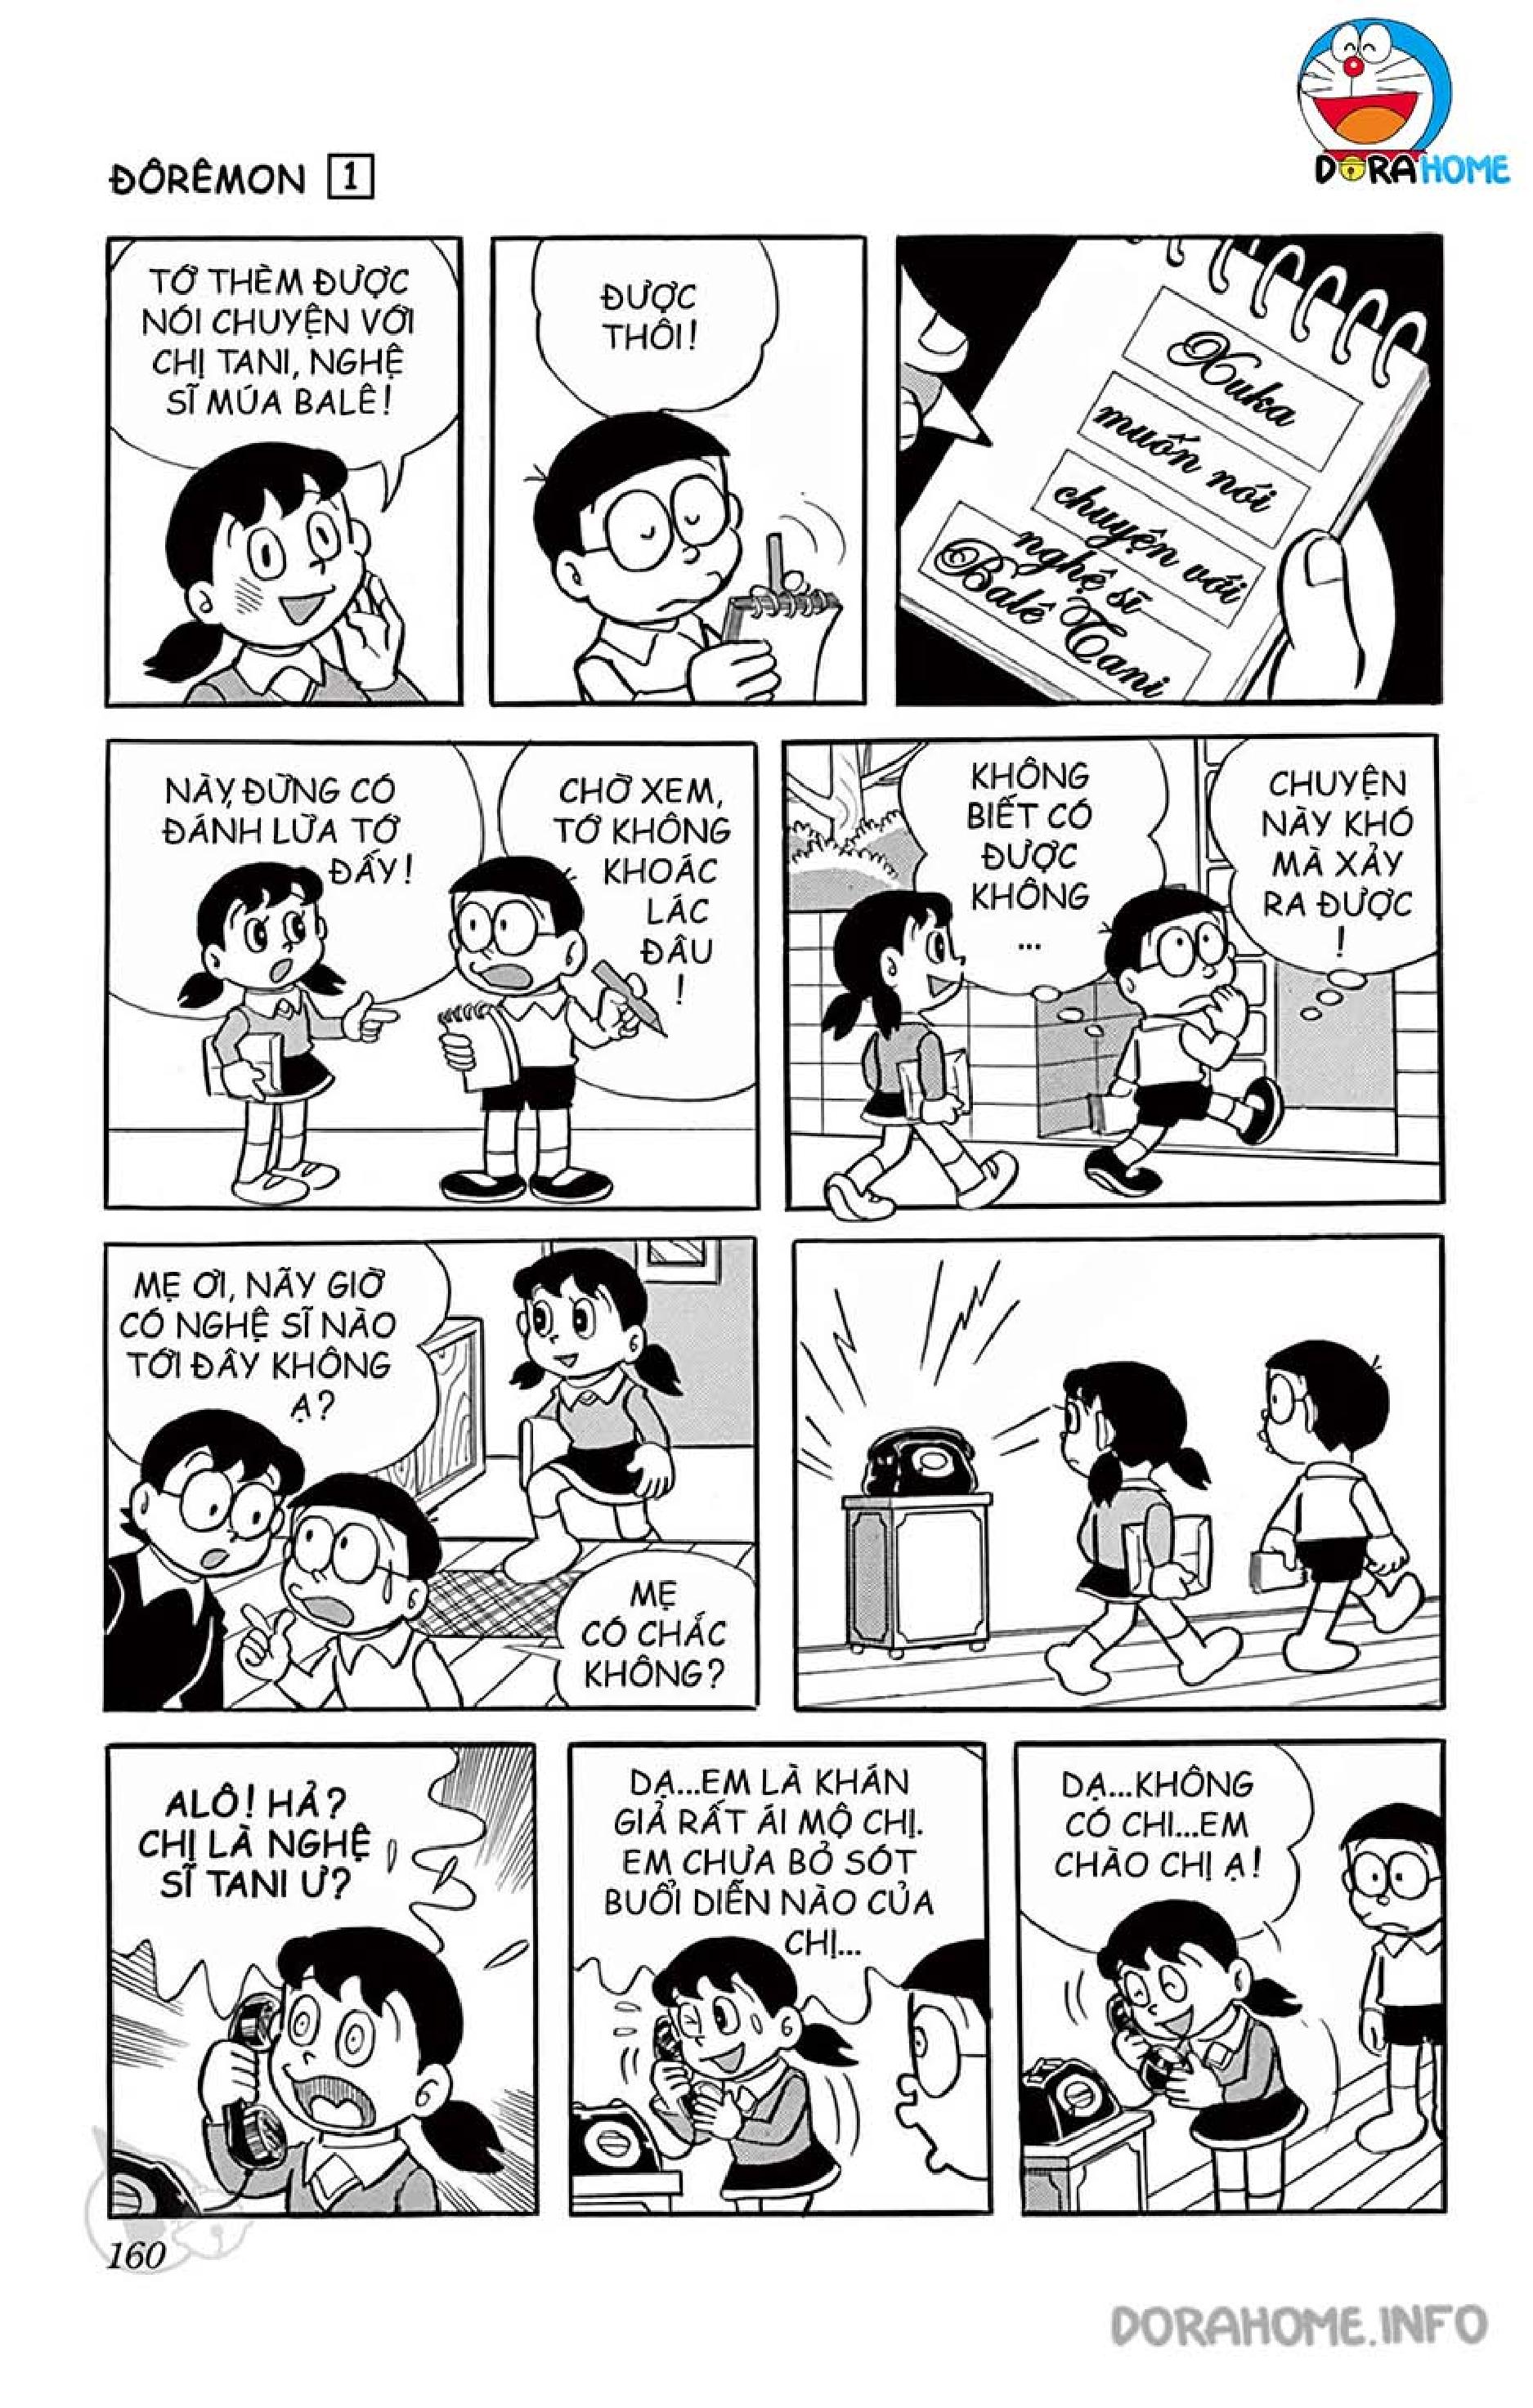 DORAHOME
ĐÔRÊMON 1
TỚ THÈM ĐƯỢC
NÓI CHUYỆN VỚI
CHỊ TANI, NGHỆ
SĨ MÚA BALÊ!
ĐƯỢC
THÔI!
Xuka
muốn nói
chuyện với
nghệ sĩ
Balê Tani
NÀY, ĐỪNG CÓ
ĐÁNH LỪA TỚ
ĐẤY!
CHỜ XEM,
TỚ KHÔNG
KHOÁC
LÁC
ĐÂU
!
KHÔNG
BIẾT CÓ
ĐƯỢC
KHÔNG
...
CHUYỆN
NÀY KHÓ
MÀ XẢY
RA ĐƯỢC
!
MẸ ƠI, NÃY GIỜ
CÓ NGHỆ SĨ NÀO
TỚI ĐÂY KHÔNG
Ạ?
MẸ
CÓ CHẮC
KHÔNG?
ALÔ! HẢ?
CHỊ LÀ NGHỆ
SĨ TANI Ư?
DẠ...EM LÀ KHÁN
GIẢ RẤT ÁI MỘ CHỊ.
EM CHƯA BỎ SÓT
BUỔI DIỄN NÀO CỦA
CHỊ...
DẠ...KHÔNG
CÓ CHI...EM
CHÀO CHỊ Ạ!
160
DORAHOME.INFO